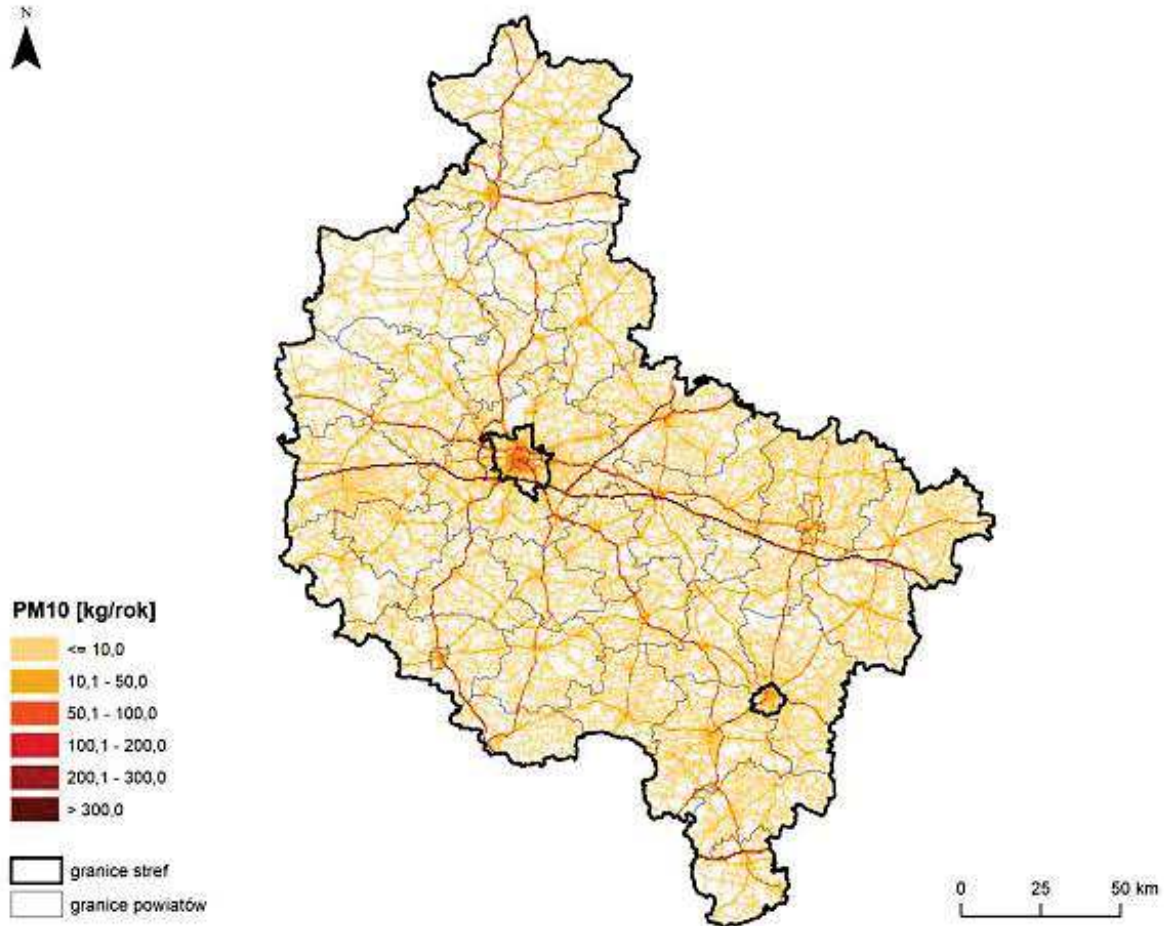 N
PM10 [kg/rok]
<= 10,0
10,1 - 50,0
50,1 - 100,0
100,1 - 200,0
200,1 - 300,0
> 300,0
granice stref
granice powiatów
0 25 50 km